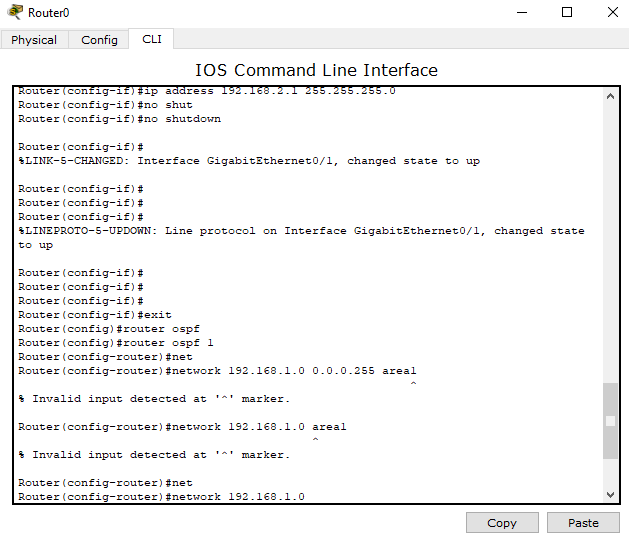 Router0
Physical Config CLI
IOS Command Line Interface
Router(config-if)#ip address 192.168.2.1 255.255.255.0
Router(config-if)#no shut
Router(config-if)#no shutdown
Router(config-if)#
%LINK-5-CHANGED: Interface GigabitEthernet0/1, changed state to up
Router(config-if)#
Router(config-if)#
Router(config-if)#
%LINEPROTO-5-UPDOWN: Line protocol on Interface GigabitEthernet0/1, changed state
to up
Router(config-if)#
Router(config-if)#
Router(config-if)#
Router(config-if)#exit
Router(config)#router ospf
Router(config)#router ospf 1
Router(config-router)#net
Router(config-router)#network 192.168.1.0 0.0.0.255 area1
^
% Invalid input detected at '^' marker.
Router(config-router)#network 192.168.1.0 area1
^
% Invalid input detected at '^' marker.
Router(config-router)#net
Router(config-router)#network 192.168.1.0
Copy Paste